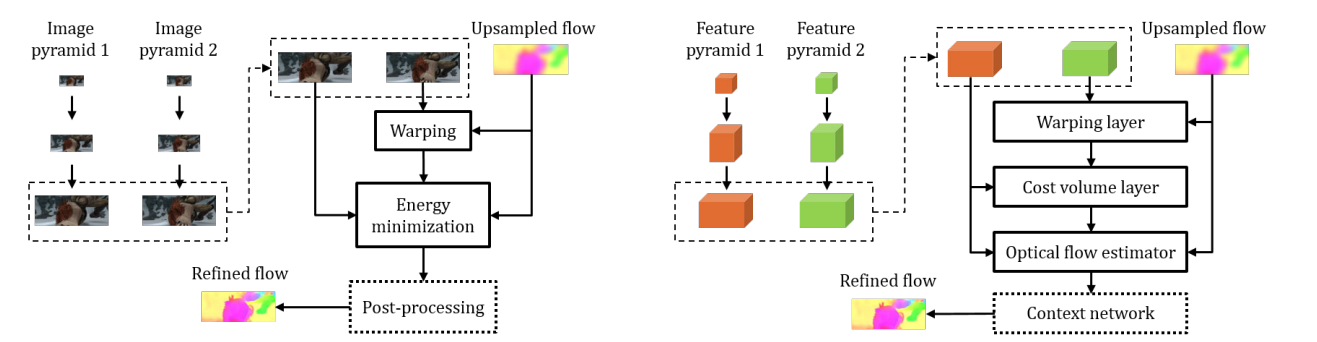 Image
pyramid 1
Image
pyramid 2
Upsampled flow
Warping
Energy
minimization
Refined flow
Post-processing
Feature
pyramid 1
Feature
pyramid 2
Upsampled flow
Warping layer
Cost volume layer
Optical flow estimator
Refined flow
Context network